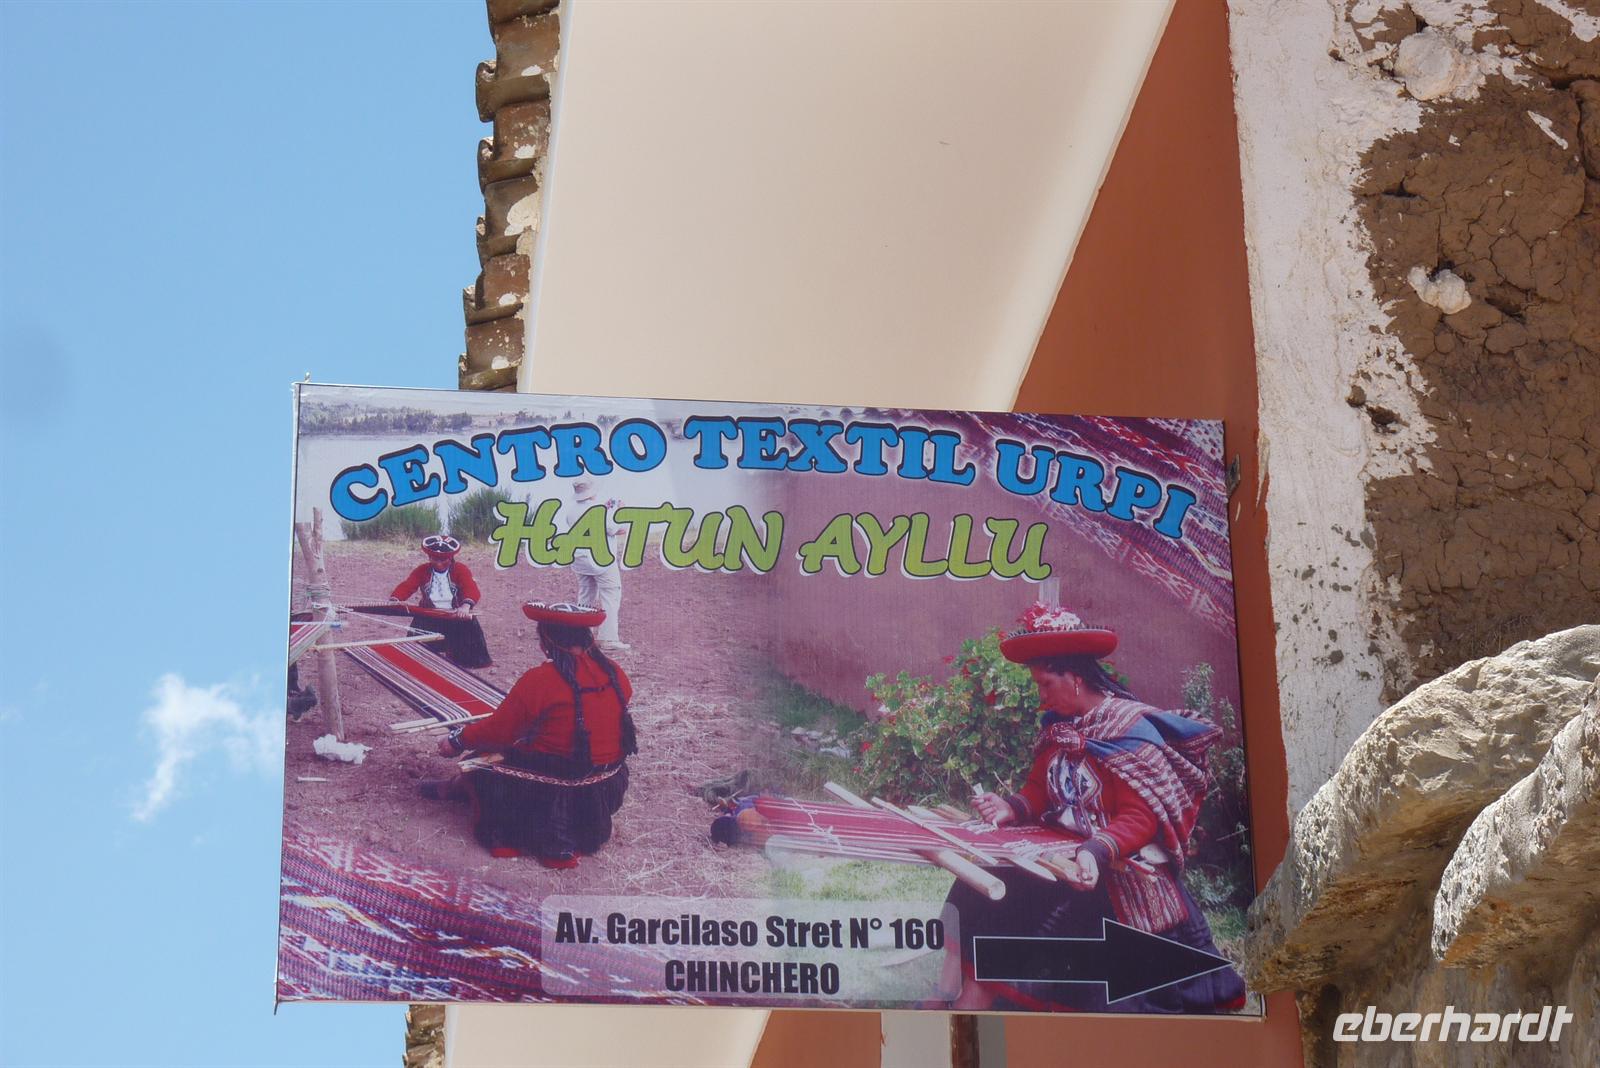 CENTRO TEXTIL URPI
HATUN AYLLU
Av. Garcilaso Stret N° 160
CHINCHERO
eberhardt